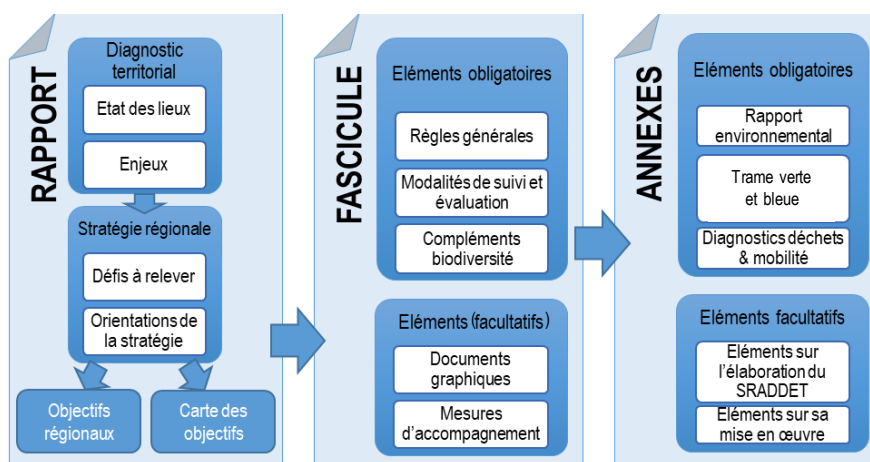 RAPPORT
Diagnostic
territorial
Etat des lieux
Enjeux
Stratégie régionale
Défis à relever
Orientations de
la stratégie
Objectifs
régionaux
Carte des
objectifs
FASCICULE
Eléments obligatoires
Règles générales
Modalités de suivi et
évaluation
Compléments
biodiversité
Eléments (facultatifs)
Documents
graphiques
Mesures
d'accompagnement
ANNEXES
Eléments obligatoires
Rapport
environnemental
Trame verte
et bleue
Diagnostics déchets
& mobilité
Eléments facultatifs
Eléments sur
l'élaboration du
SRADDET
Eléments sur sa
mise en œuvre